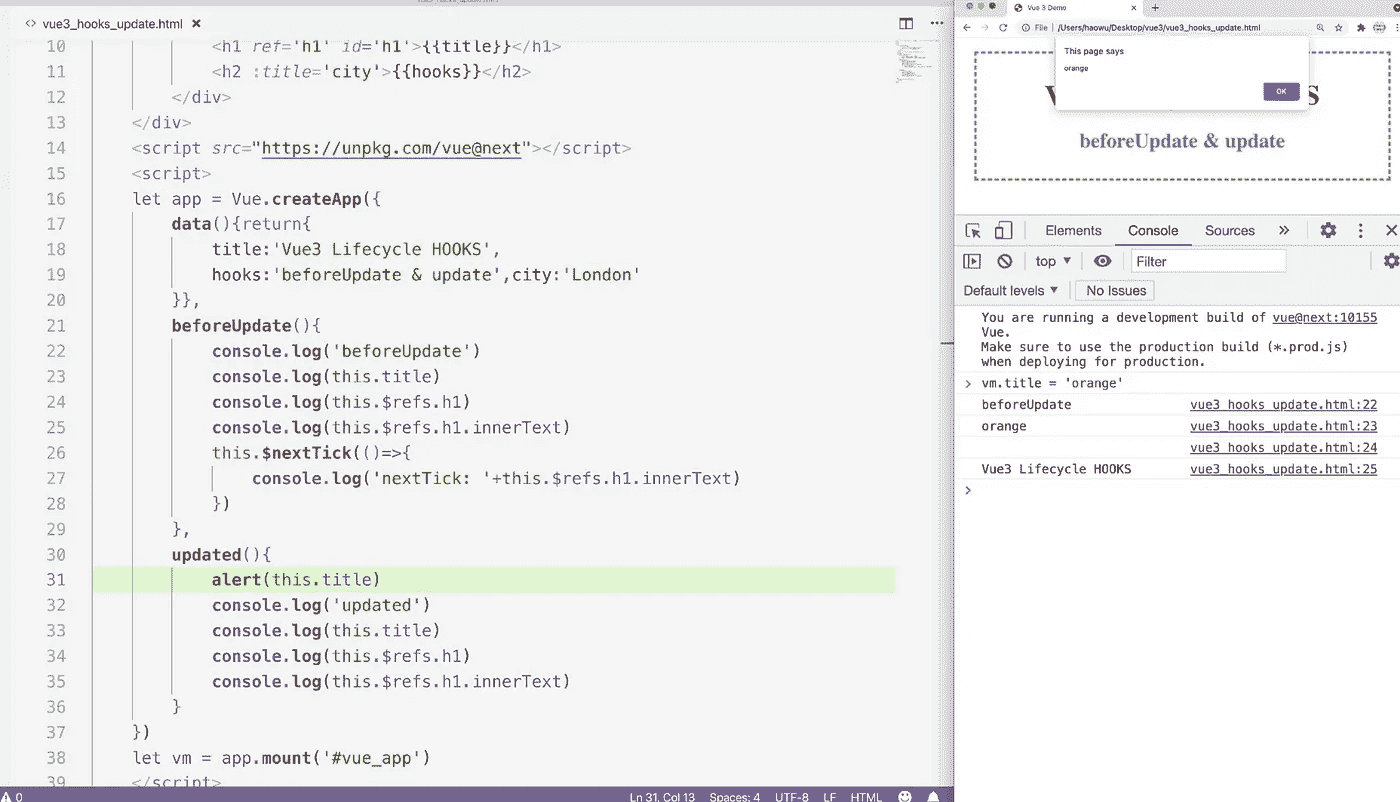 vue3_hooks_update.html
10 <h1 ref='h1' id='h1'>{{title}}</h1>
11 <h2 :title='city'>{{hooks}}</h2>
12 </div>
13 </div>
14 <script src="https://unpkg.com/vue@next"></script>
15 <script>
16 let app = Vue.createApp({
17 data(){return{
18 title:'Vue3 Lifecycle HOOKS',
19 hooks:'beforeUpdate & update',city:'London'
20 }},
21 beforeUpdate(){
22 console.log('beforeUpdate')
23 console.log(this.title)
24 console.log(this.$refs.h1)
25 console.log(this.$refs.h1.innerText)
26 this.$nextTick(()=>{
27 console.log('nextTick: '+this.$refs.h1.innerText)
28 })
29 },
30 updated(){
31 alert(this.title)
32 console.log('updated')
33 console.log(this.title)
34 console.log(this.$refs.h1)
35 console.log(this.$refs.h1.innerText)
36 }
37 })
38 let vm = app.mount('#vue_app')
39 </script>
0 Ln 31, Col 13 Spaces: 4 UTF-8 LF HTML
Vue 3 Demo
File /Users/haowu/Desktop/vue3/vue3_hooks_update.html
This page says
orange
OK
beforeUpdate & update
Elements Console Sources
top Filter
Default levels No Issues
You are running a development build of vue@next:10155
Vue.
Make sure to use the production build (*.prod.js)
when deploying for production.
> vm.title = 'orange'
beforeUpdate vue3_hooks_update.html:22
orange vue3_hooks_update.html:23
vue3_hooks_update.html:24
Vue3 Lifecycle HOOKS vue3_hooks_update.html:25
>